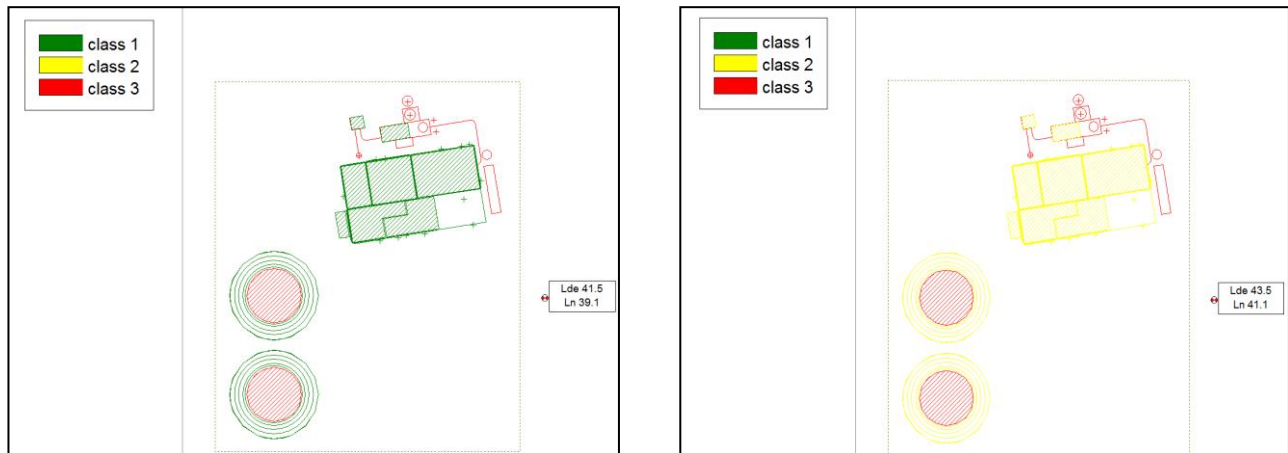 class 1
class 2
class 3
Lde 41.5
Ln 39.1
class 1
class 2
class 3
Lde 43.5
Ln 41.1